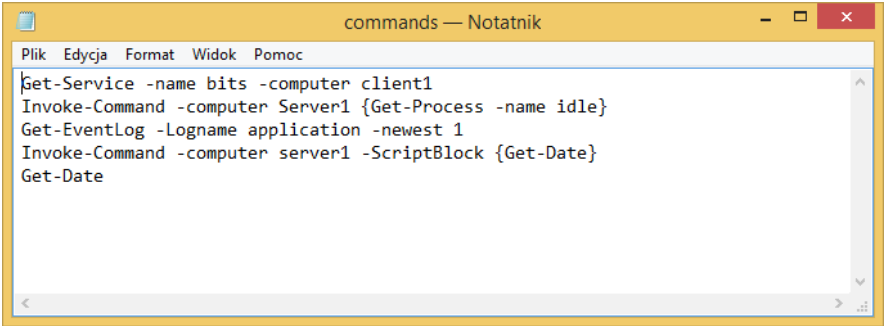 commands — Notatnik
Plik Edycja Format Widok Pomoc
Get-Service -name bits -computer client1
Invoke-Command -computer Server1 {Get-Process -name idle}
Get-EventLog -Logname application -newest 1
Invoke-Command -computer server1 -ScriptBlock {Get-Date}
Get-Date